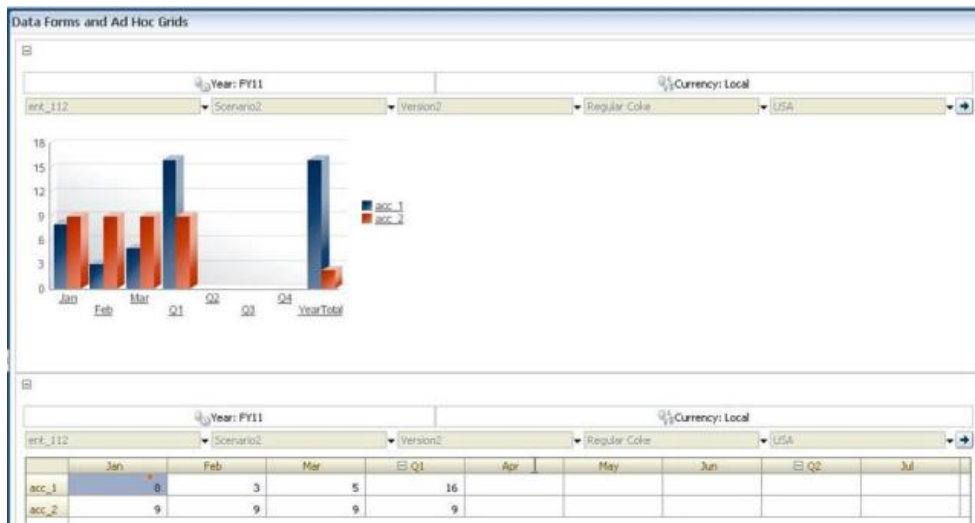 Data Forms and Ad Hoc Grids
Year: FY11 Currency: Local
ent_112 Scenario2 Version2 Regular Coke USA
18
15
12
9
6
3
0
acc_1
acc_2
Jan Feb Mar Q1 Q2 Q3 Q4 YearTotal
Year: FY11 Currency: Local
ent_112 Scenario2 Version2 Regular Coke USA
Jan Feb Mar Q1 Apr May Jun Q2 Jul
acc_1 8 3 5 16
acc_2 9 9 9 9